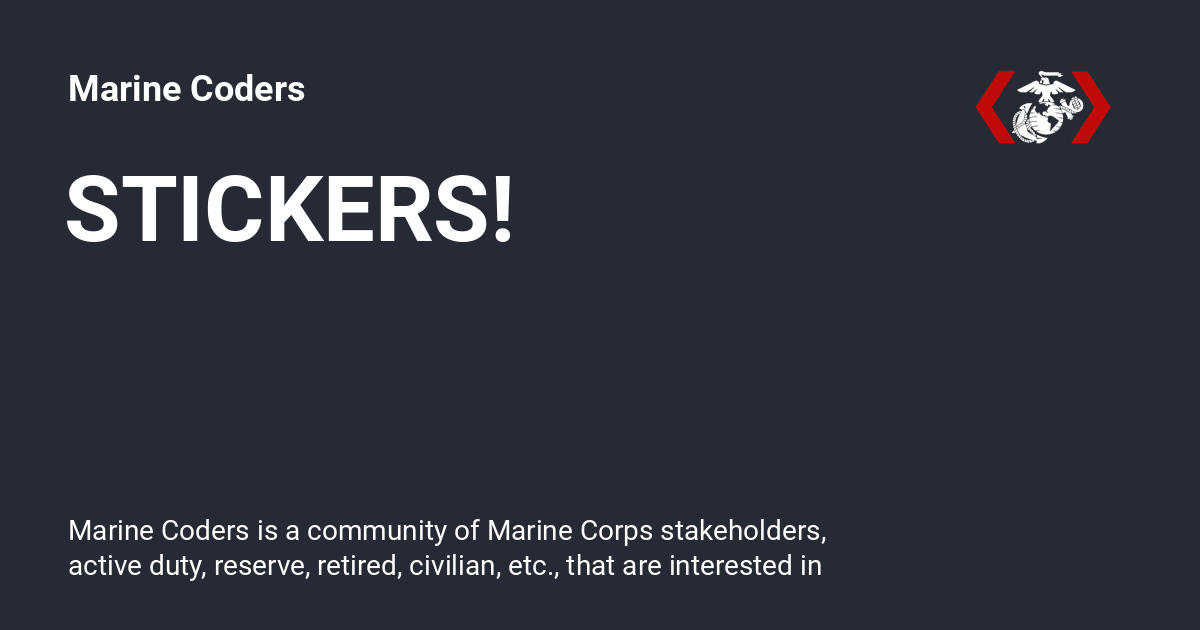 Marine Coders
STICKERS!
Marine Coders is a community of Marine Corps stakeholders,
active duty, reserve, retired, civilian, etc., that are interested in